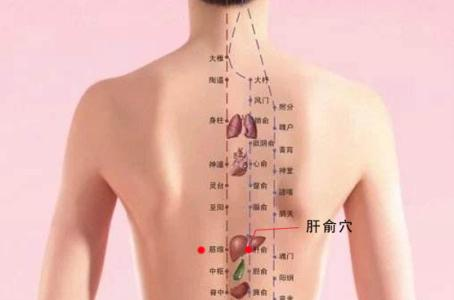 大椎
陶道
大杼
风门
附分
身柱
肺俞
魄户
厥阴俞
膏肓
神道
心俞
神堂
灵台
督俞
譩譆
至阳
膈俞
膈关
肝俞穴
筋缩
肝俞
魂门
中枢
胆俞
阳纲
脊中
脾俞
意舍